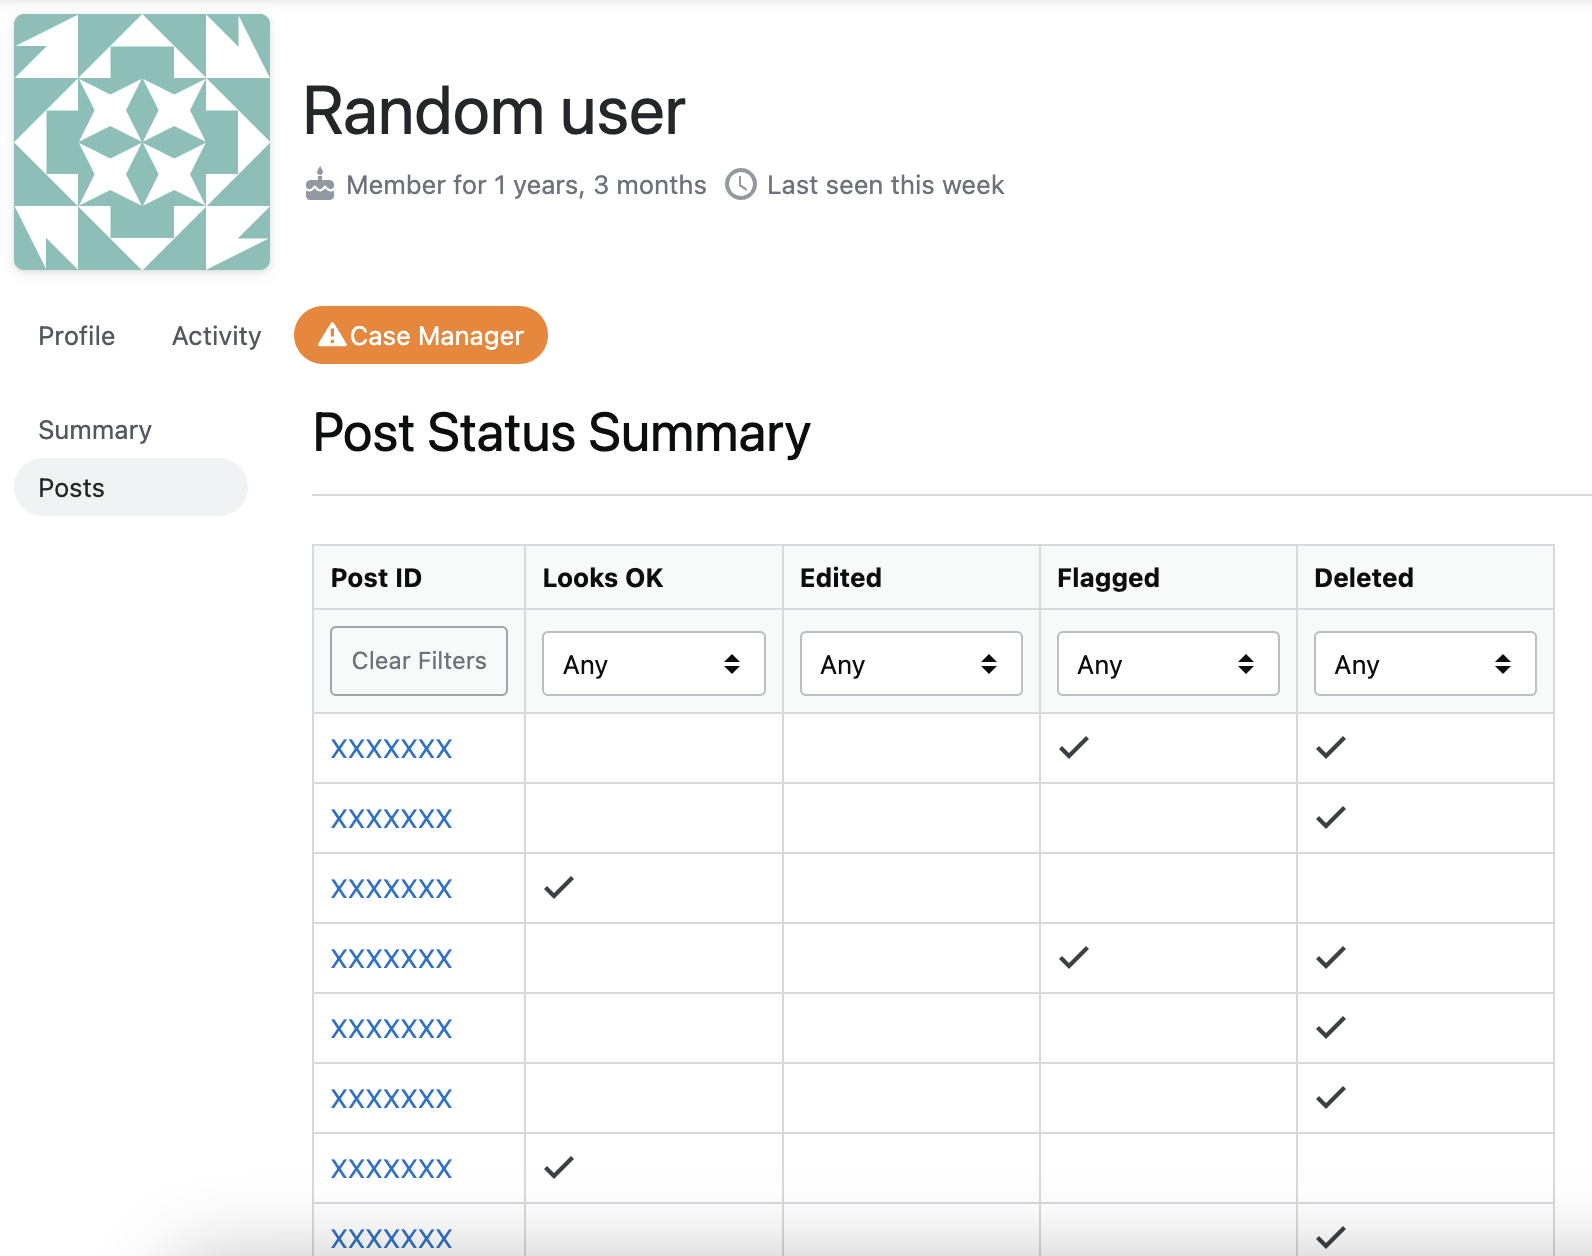 Random user
Member for 1 years, 3 months Last seen this week
Profile Activity Case Manager
Summary
Posts
Post Status Summary
Post ID Looks OK Edited Flagged Deleted
Clear Filters Any Any Any Any
XXXXXXX
XXXXXXX
XXXXXXX
XXXXXXX
XXXXXXX
XXXXXXX
XXXXXXX
XXXXXXX